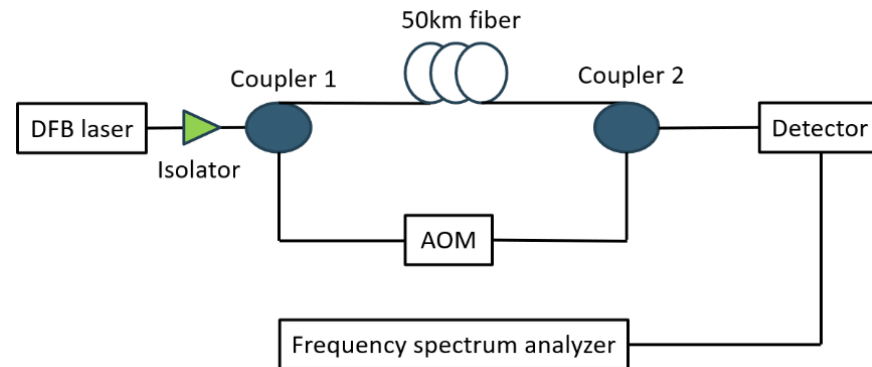 50km fiber
Coupler 1
Coupler 2
DFB laser
Detector
Isolator
AOM
Frequency spectrum analyzer